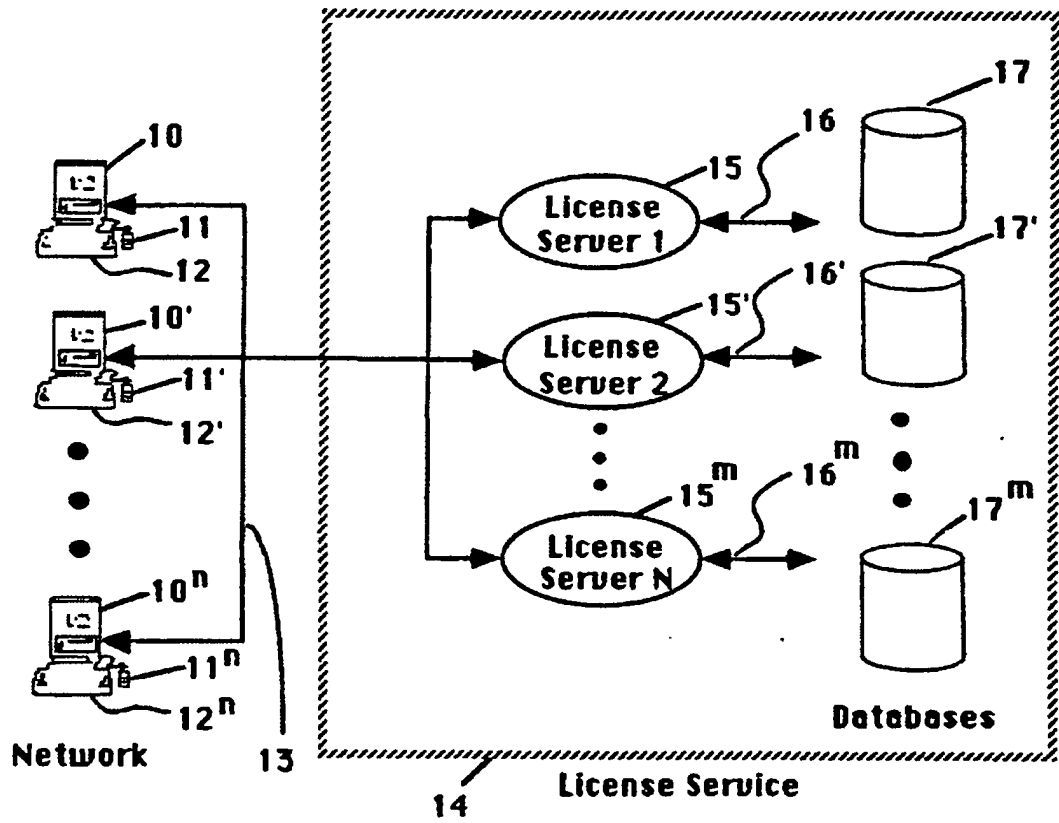 10
11
12
10'
11'
12'
10ⁿ
11ⁿ
12ⁿ
Network
13
License
Server 1
15
16
17
License
Server 2
15'
16'
17'
License
Server N
15ᵐ
16ᵐ
17ᵐ
Databases
14
License Service